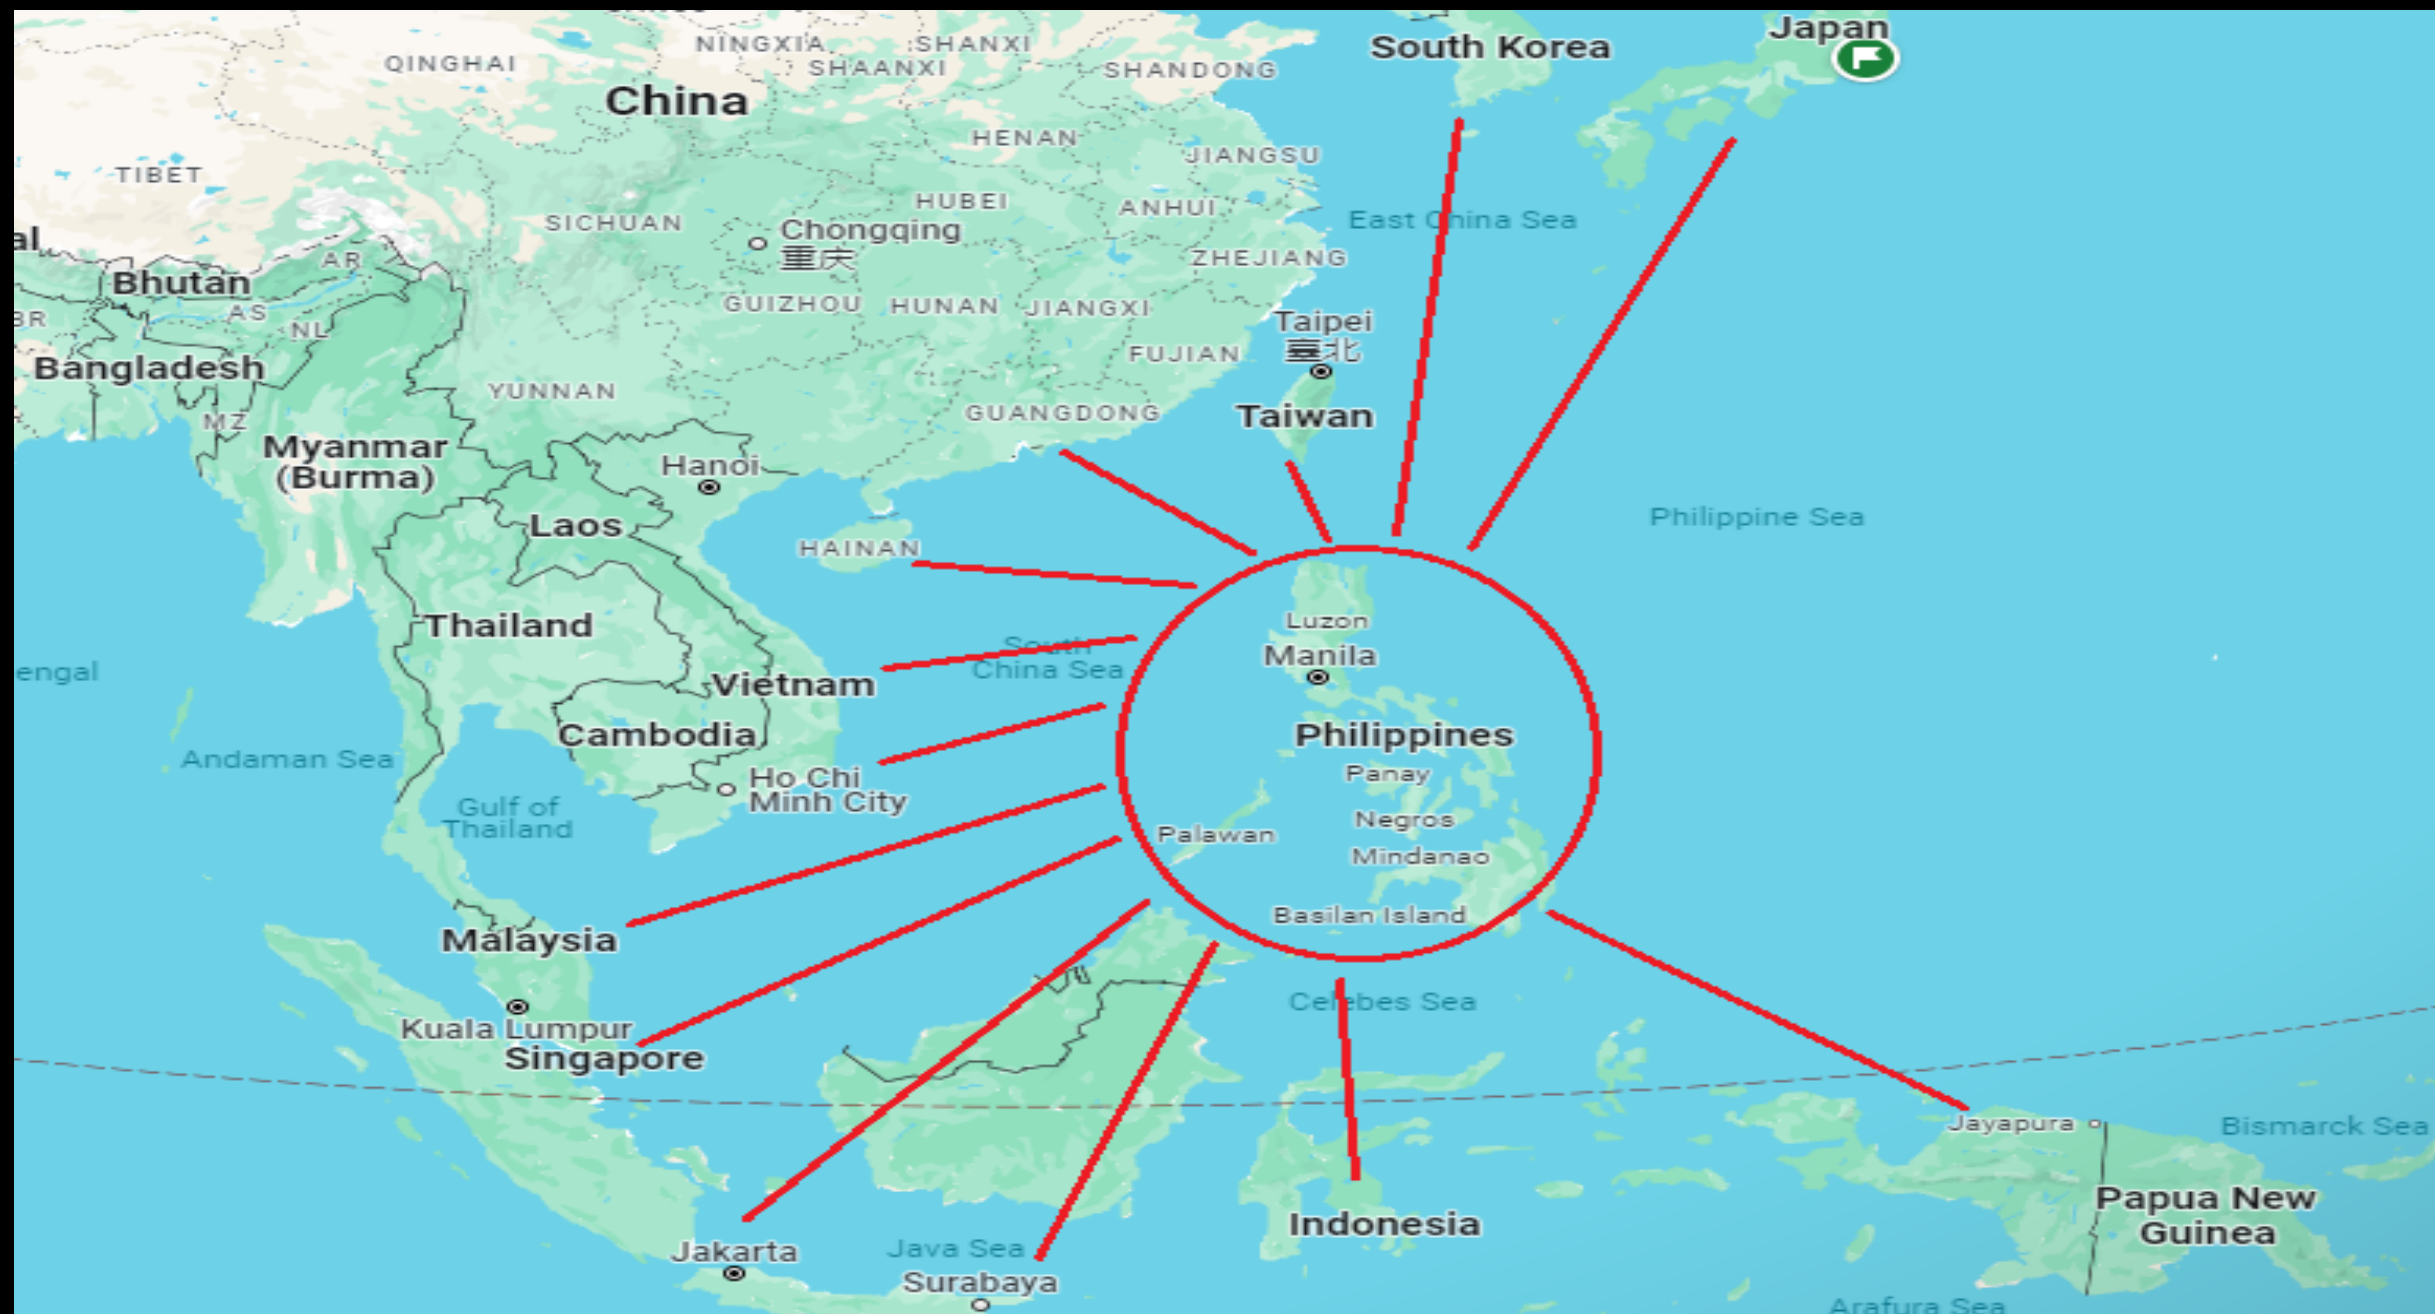 Japan
South Korea
NINGXIA
SHANXI
SHAANXI
QINGHAI
SHANDONG
China
HENAN
JIANGSU
TIBET
HUBEI
ANHUI
SICHUAN
East China Sea
Chongqing
重庆
ZHEJIANG
al
AR
Bhutan
GUIZHOU
HUNAN
JIANGXI
AS
BR
NL
Taipei
臺北
FUJIAN
Bangladesh
YUNNAN
GUANGDONG
Taiwan
MZ
Myanmar
(Burma)
Hanoi
Philippine Sea
Laos
HAINAN
Luzon
Thailand
South
China Sea
Manila
engal
Vietnam
Cambodia
Philippines
Andaman Sea
Panay
Ho Chi
Minh City
Gulf of
Thailand
Negros
Palawan
Mindanao
Basilan Island
Malaysia
Celebes Sea
Kuala Lumpur
Singapore
Jayapura
Bismarck Sea
Papua New
Guinea
Indonesia
Jakarta
Java Sea
Surabaya
Arafura Sea